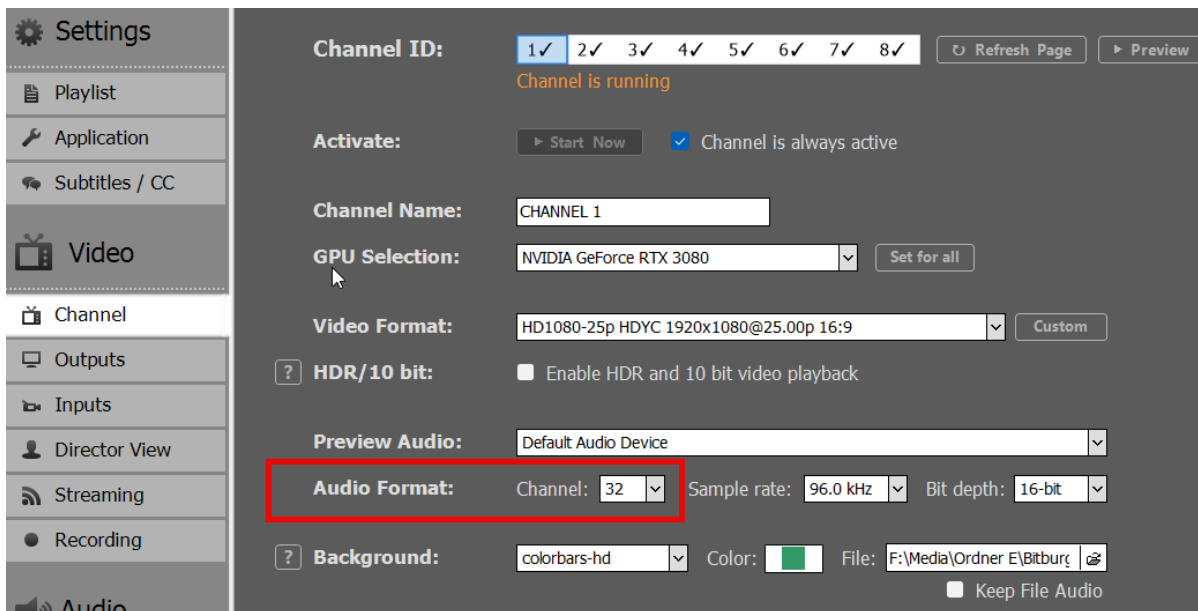 Settings
Playlist
Application
Subtitles / CC
Video
Channel
Outputs
Inputs
Director View
Streaming
Recording
Audio
Channel ID: 1✓ 2✓ 3✓ 4✓ 5✓ 6✓ 7✓ 8✓ Refresh Page Preview
Channel is running
Activate: Start Now Channel is always active
Channel Name: CHANNEL 1
GPU Selection: NVIDIA GeForce RTX 3080 Set for all
Video Format: HD1080-25p HDYC 1920x1080@25.00p 16:9 Custom
? HDR/10 bit: Enable HDR and 10 bit video playback
Preview Audio: Default Audio Device
Audio Format: Channel: 32 Sample rate: 96.0 kHz Bit depth: 16-bit
? Background: colorbars-hd Color: File: F:\Media\Ordner E\Bitburg
Keep File Audio